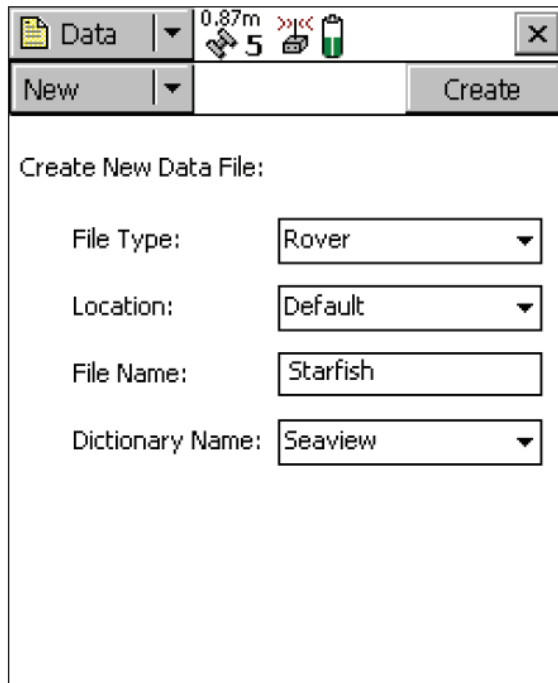 Data 0.87m 5
New Create
Create New Data File:
File Type: Rover
Location: Default
File Name: Starfish
Dictionary Name: Seaview